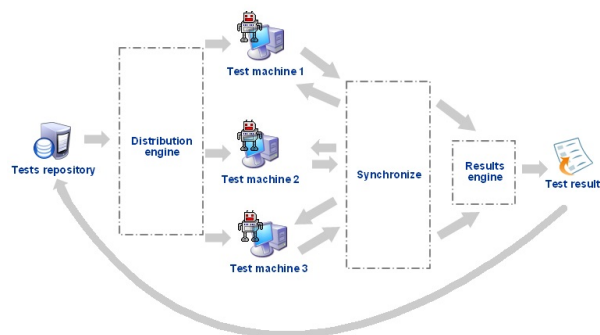 Test machine 1
Distribution
engine
Tests repository
Test machine 2
Synchronize
Results
engine
Test result
Test machine 3